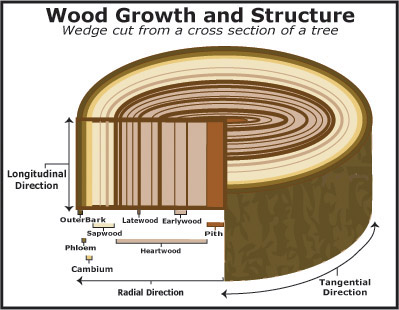 Wood Growth and Structure
Wedge cut from a cross section of a tree
Longitudinal
Direction
OuterBark
Latewood
Earlywood
Sapwood
Pith
Phloem
Heartwood
Cambium
Radial Direction
Tangential
Direction